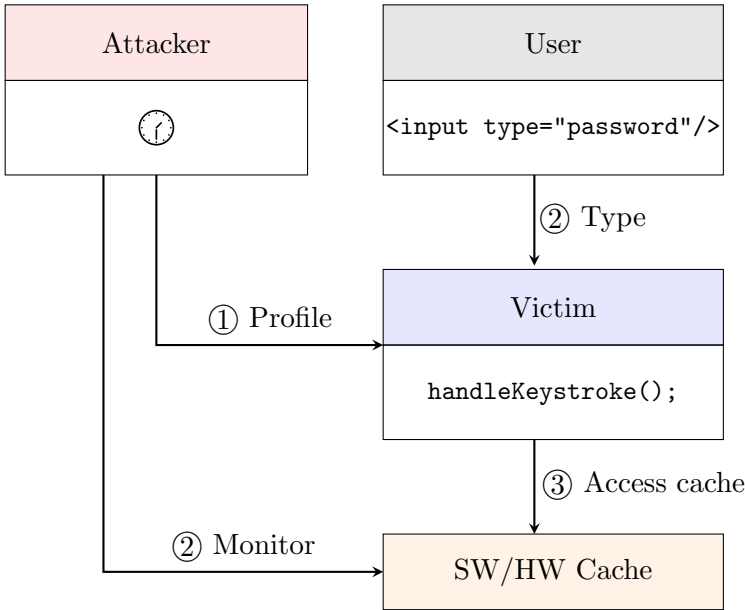 Attacker
User
<input type="password"/>
② Type
Victim
① Profile
handleKeystroke();
③ Access cache
② Monitor
SW/HW Cache